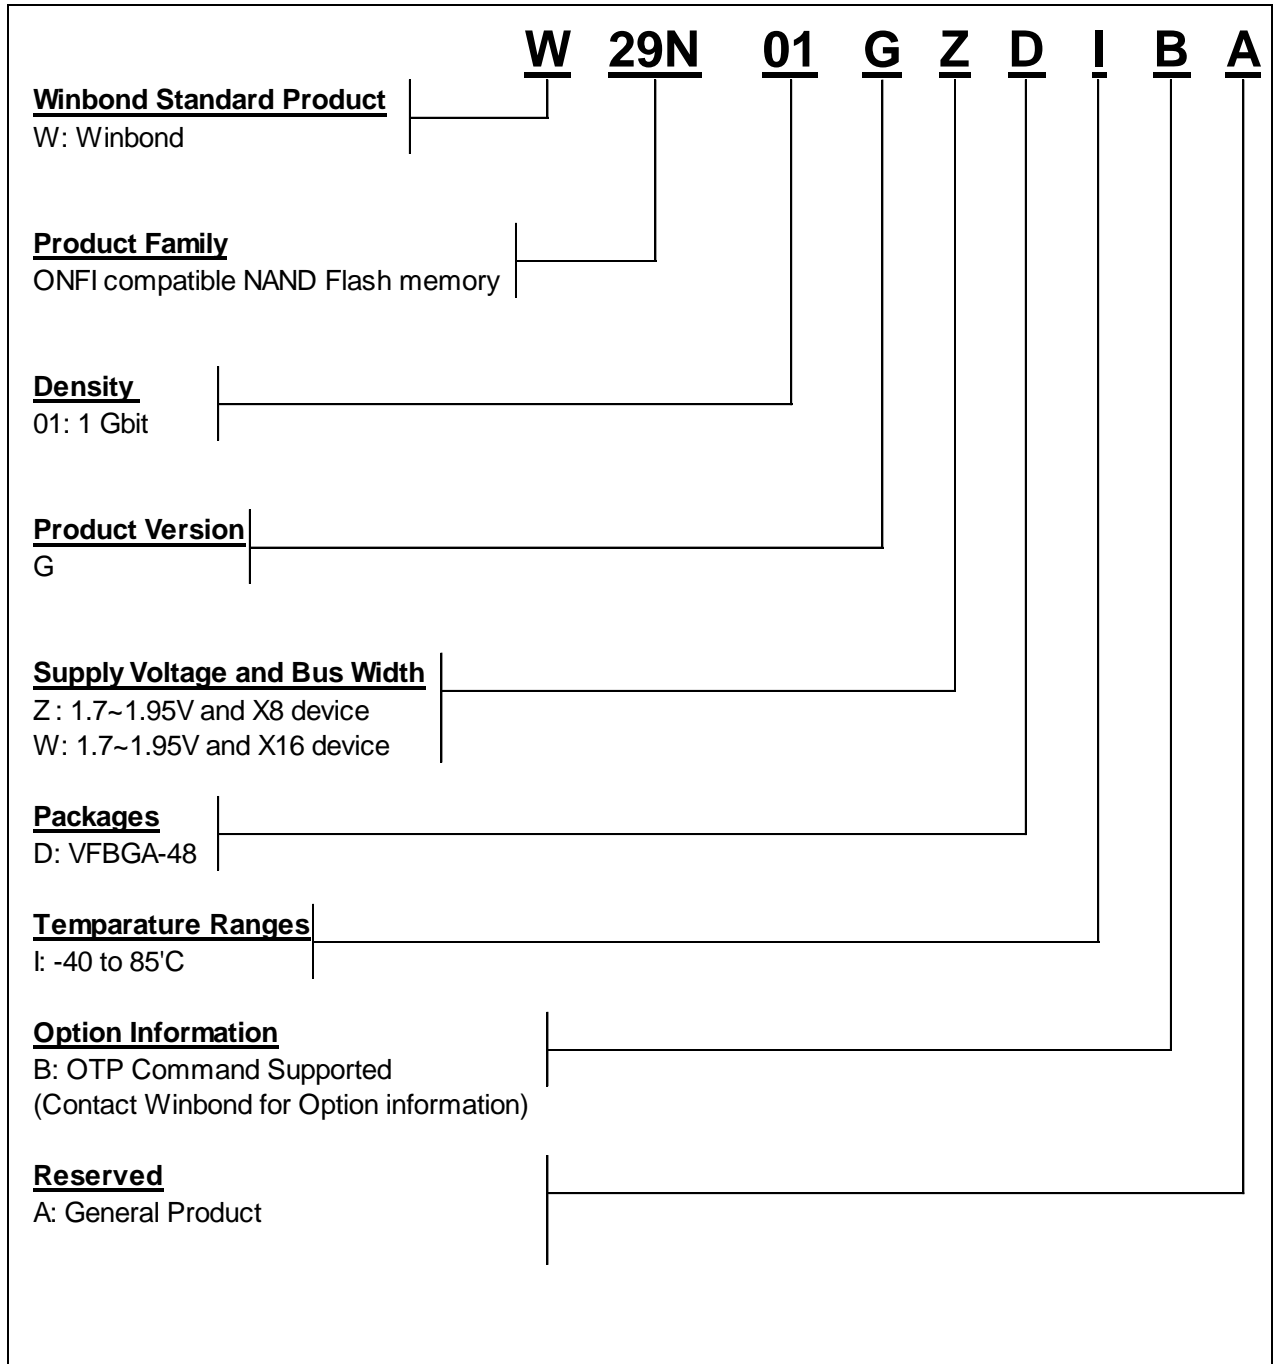 W 29N 01 G Z D I B A
Winbond Standard Product
W: Winbond
Product Family
ONFI compatible NAND Flash memory
Density
01: 1 Gbit
Product Version
G
Supply Voltage and Bus Width
Z : 1.7~1.95V and X8 device
W: 1.7~1.95V and X16 device
Packages
D: VFBGA-48
Temparature Ranges
I: -40 to 85'C
Option Information
B: OTP Command Supported
(Contact Winbond for Option information)
Reserved
A: General Product